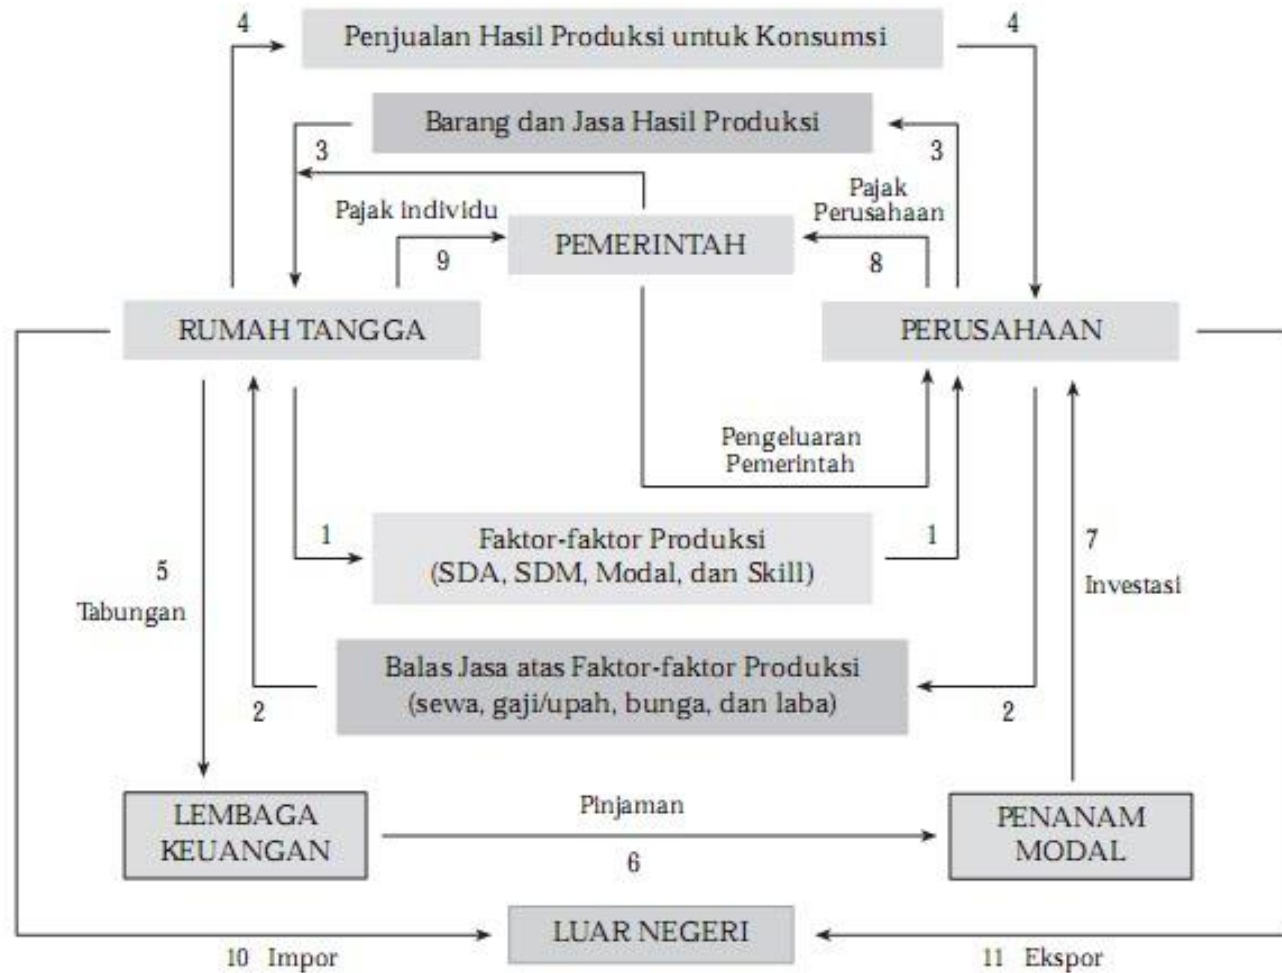 4
Penjualan Hasil Produksi untuk Konsumsi
4
Barang dan Jasa Hasil Produksi
3
3
Pajak individu
Pajak
Perusahaan
PEMERINTAH
9
8
RUMAH TANGGA
PERUSAHAAN
Pengeluaran
Pemerintah
1
Faktor-faktor Produksi
(SDA, SDM, Modal, dan Skill)
1
7
Investasi
5
Tabungan
Balas Jasa atas Faktor-faktor Produksi
(sewa, gaji/upah, bunga, dan laba)
2
2
LEMBAGA
KEUANGAN
Pinjaman
6
PENANAM
MODAL
LUAR NEGERI
10 Impor
11 Ekspor